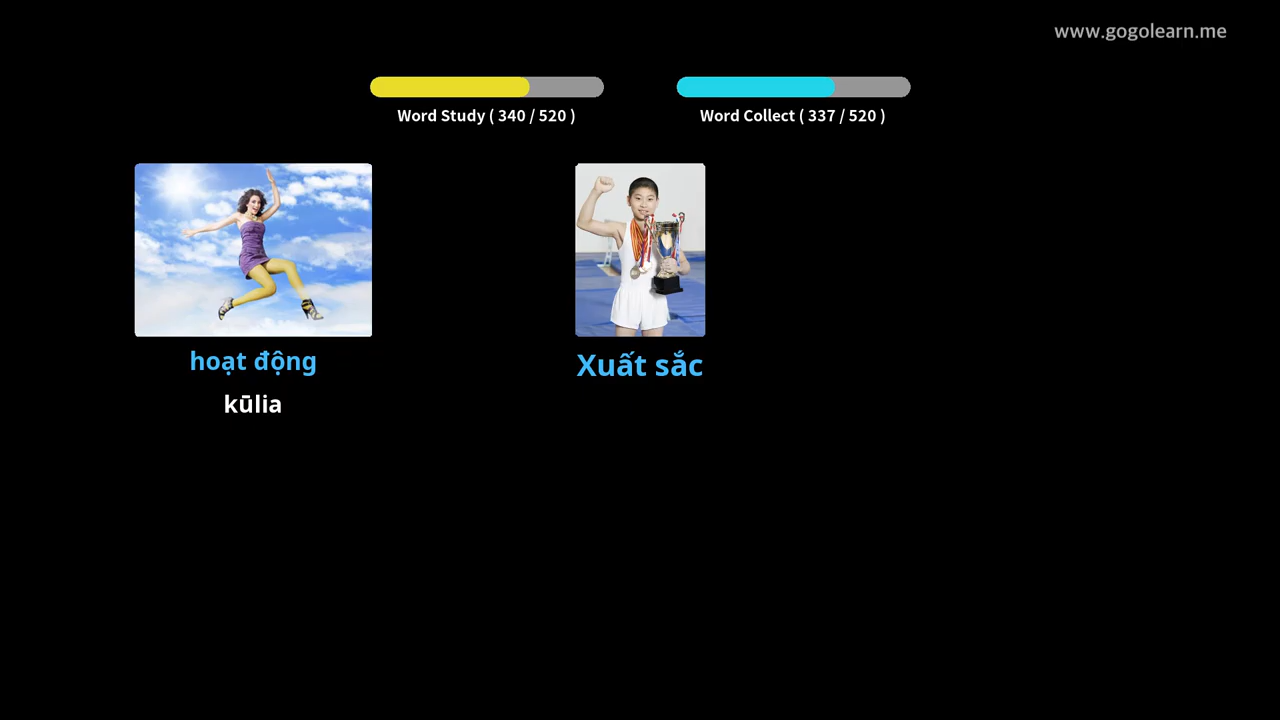 www.gogolearn.me
Word Study ( 340 / 520 )
Word Collect ( 337 / 520 )
hoạt động
kūlia
Xuất sắc